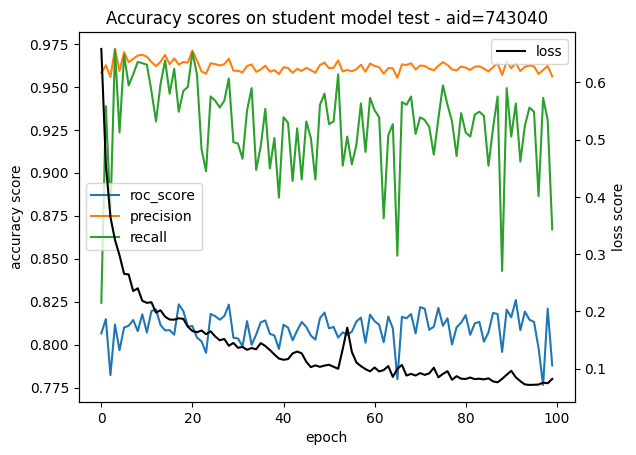 Accuracy scores on student model test - aid=743040
0.975
0.950
0.925
0.900
0.875
0.850
0.825
0.800
0.775
accuracy score
roc_score
precision
recall
loss
0.6
0.5
0.4
0.3
0.2
0.1
loss score
0 20 40 60 80 100
epoch